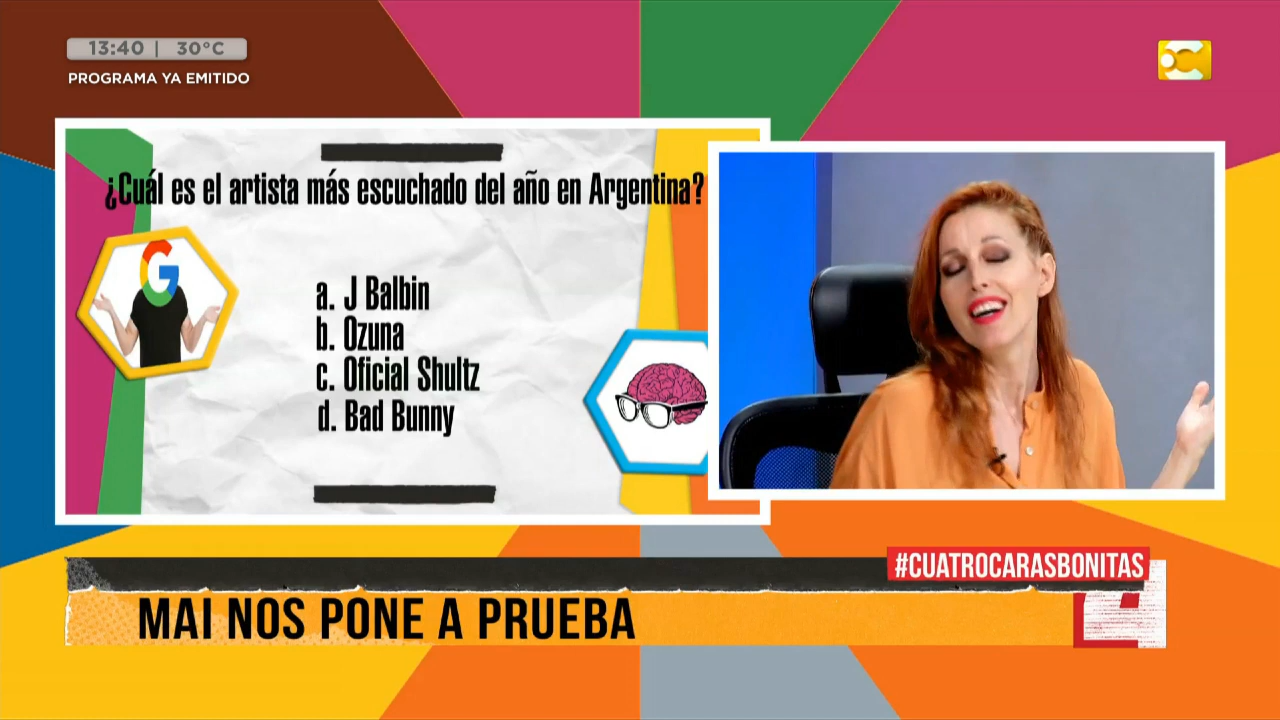 13:40 | 30°C
PROGRAMA YA EMITIDO
¿Cuál es el artista más escuchado del año en Argentina?
G
a. J Balbin
b. Ozuna
c. Oficial Shultz
d. Bad Bunny
#CUATROCARASBONITAS
MAI NOS PONE A PRUEBA